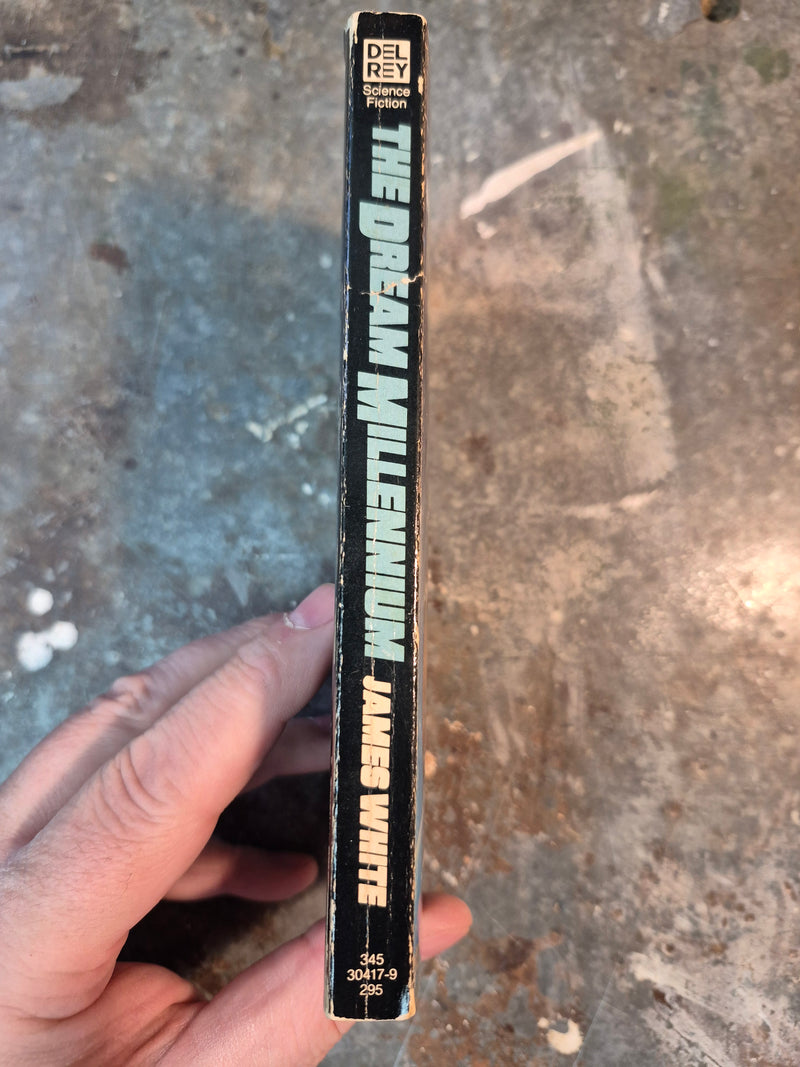 DEL
REY
Science
Fiction
THE DREAM MILLENNIUM
JAMES WHITE
345
30417-9
295